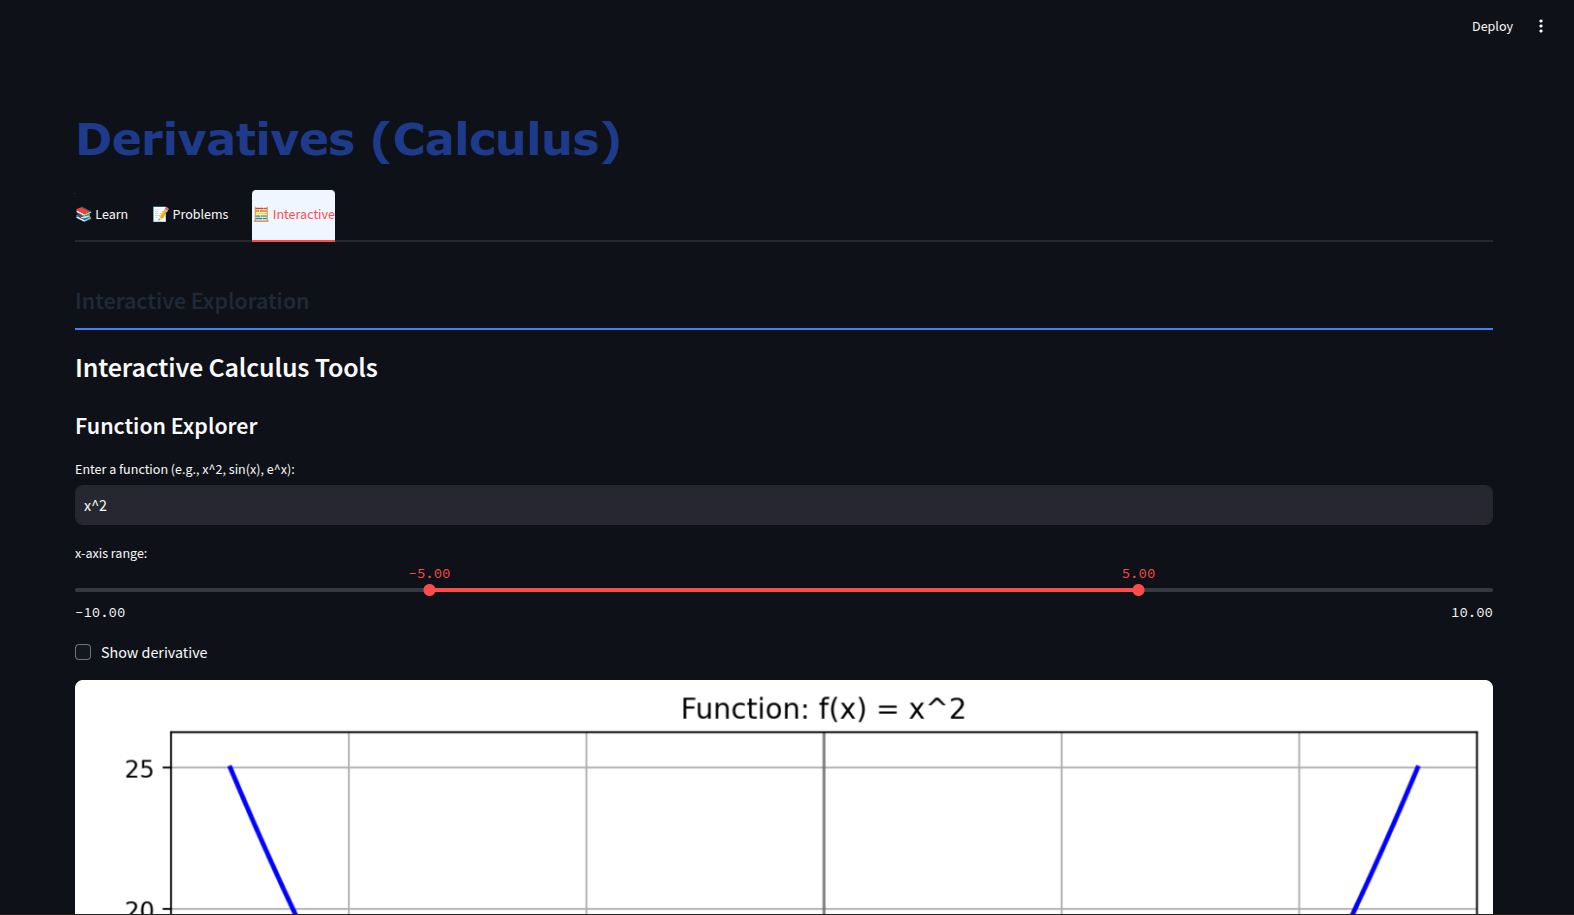 Deploy
Derivatives (Calculus)
📚 Learn 📝 Problems 🧮 Interactive
Interactive Exploration
Interactive Calculus Tools
Function Explorer
Enter a function (e.g., x^2, sin(x), e^x):
x^2
x-axis range:
−5.00 5.00
−10.00 10.00
Show derivative
Function: f(x) = x^2
25
20